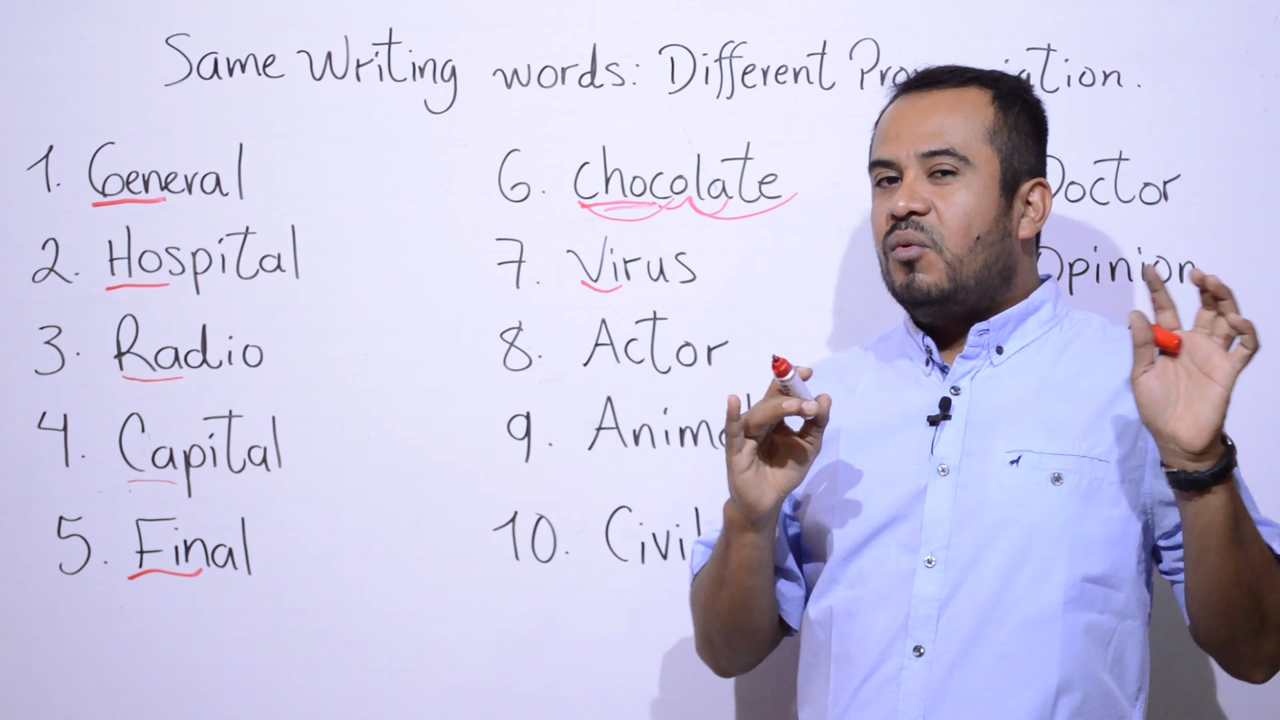 Same Writing words: Different
1. General
2. Hospital
3. Radio
4. Capital
5. Final
6. Chocolate
7. Virus
8. Actor
9.
10. Civil
Doctor
Opinion